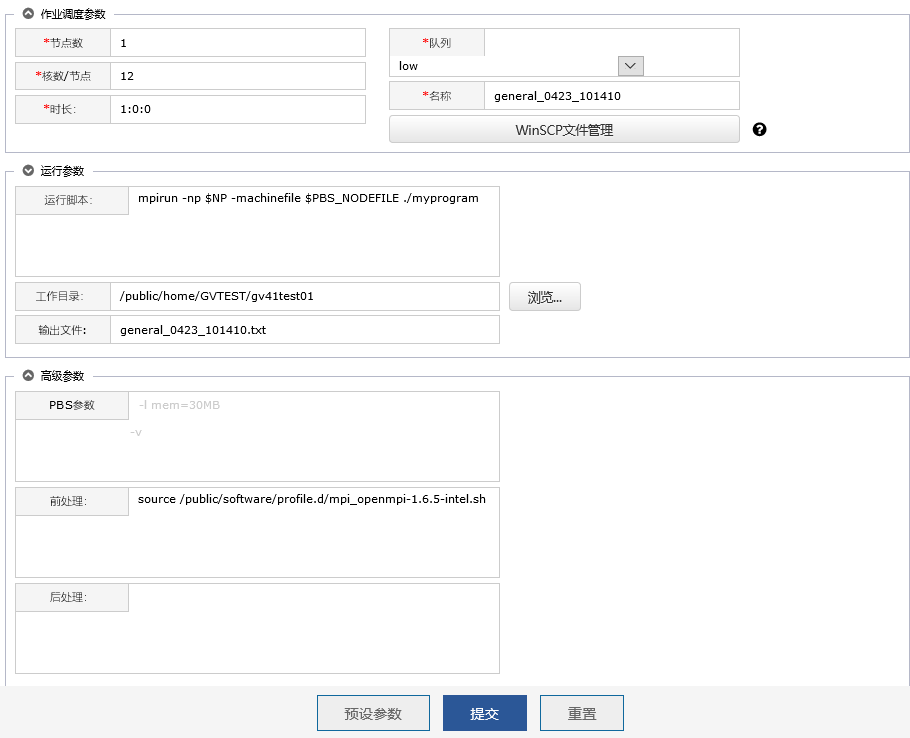 作业调度参数
*节点数 1
*队列
low
*核数/节点 12
*名称 general_0423_101410
*时长: 1:0:0
WinSCP文件管理 ?
运行参数
运行脚本: mpirun -np $NP -machinefile $PBS_NODEFILE ./myprogram
工作目录: /public/home/GVTEST/gv41test01 浏览...
输出文件: general_0423_101410.txt
高级参数
PBS参数 -l mem=30MB
-v
前处理: source /public/software/profile.d/mpi_openmpi-1.6.5-intel.sh
后处理:
预设参数 提交 重置